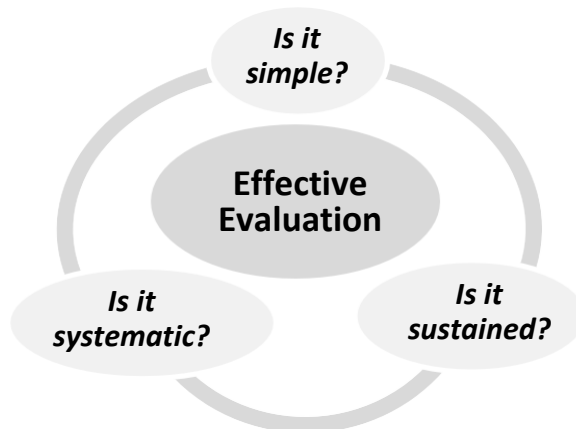 Is it
simple?
Effective
Evaluation
Is it
systematic?
Is it
sustained?